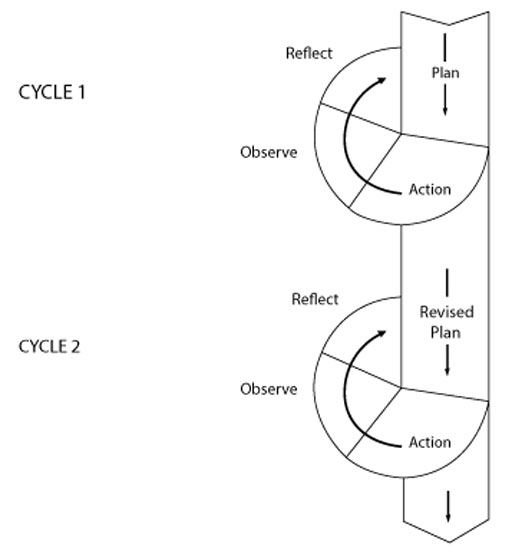 Reflect
Plan
CYCLE 1
Observe
Action
Reflect
Revised
Plan
CYCLE 2
Observe
Action